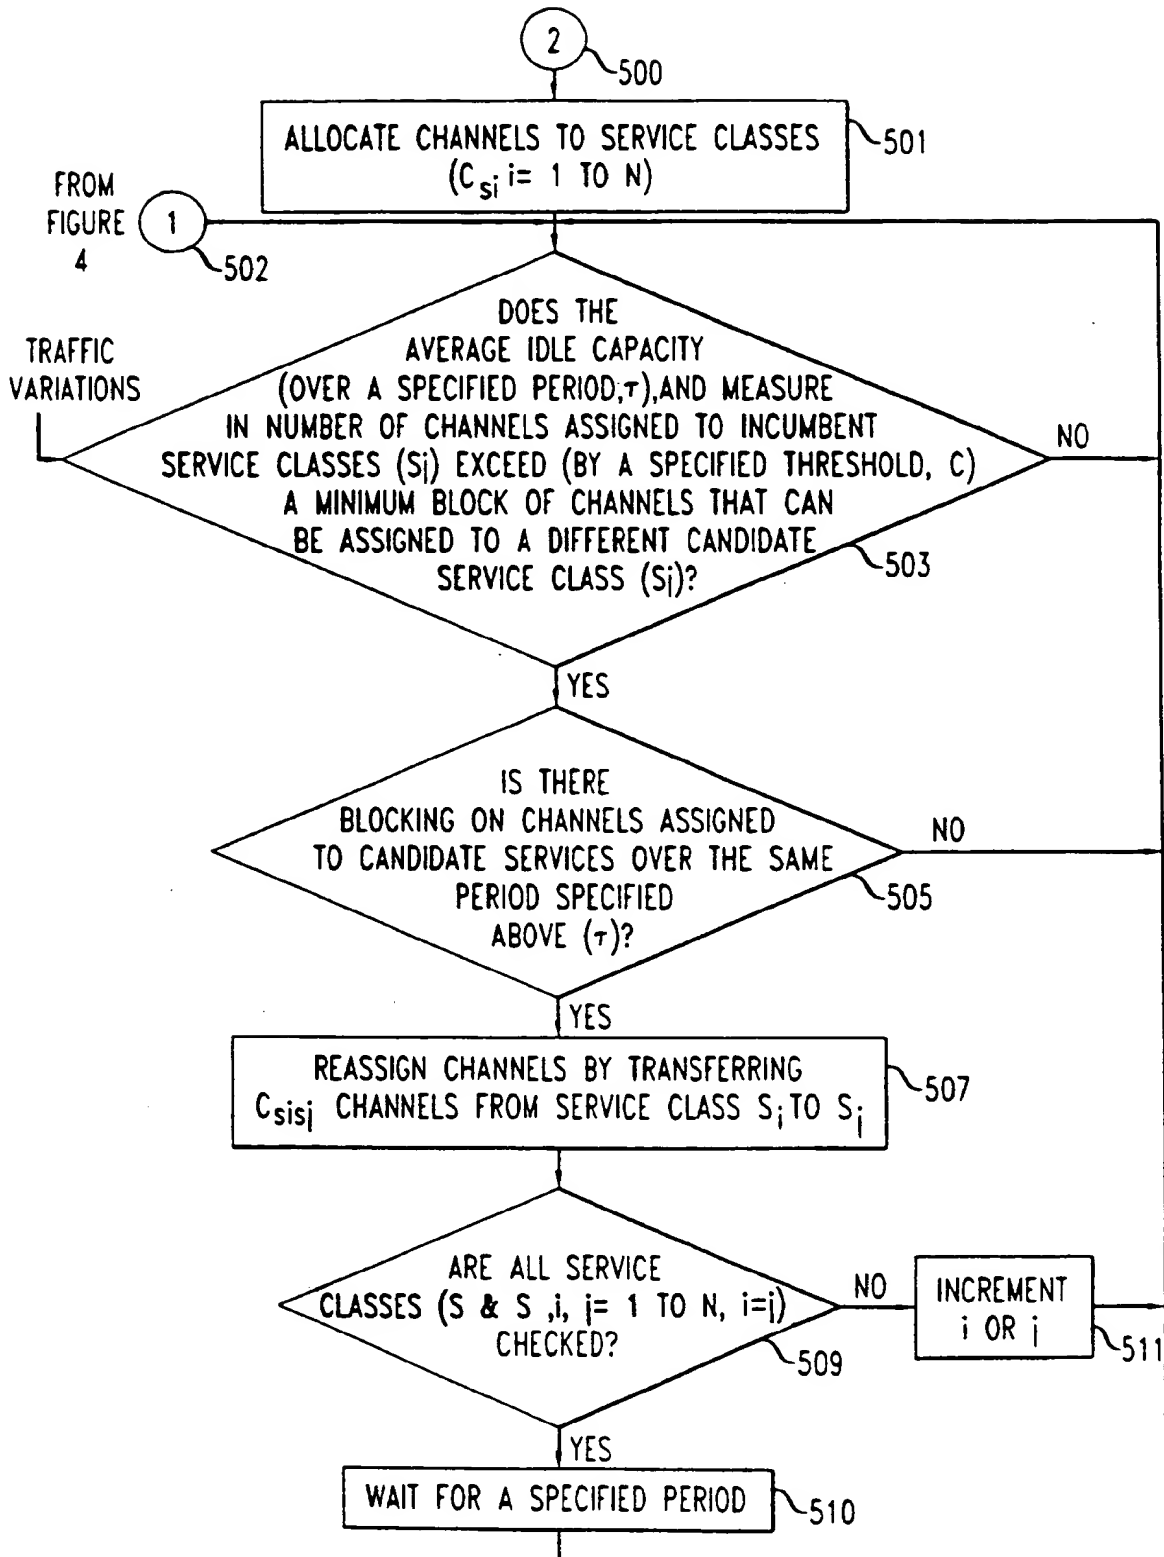 2
500
ALLOCATE CHANNELS TO SERVICE CLASSES
(Csi i= 1 TO N)
501
FROM
FIGURE
4
1
502
TRAFFIC
VARIATIONS
DOES THE
AVERAGE IDLE CAPACITY
(OVER A SPECIFIED PERIOD,τ),AND MEASURE
IN NUMBER OF CHANNELS ASSIGNED TO INCUMBENT
SERVICE CLASSES (Si) EXCEED (BY A SPECIFIED THRESHOLD, C)
A MINIMUM BLOCK OF CHANNELS THAT CAN
BE ASSIGNED TO A DIFFERENT CANDIDATE
SERVICE CLASS (Sj)?
NO
503
YES
IS THERE
BLOCKING ON CHANNELS ASSIGNED
TO CANDIDATE SERVICES OVER THE SAME
PERIOD SPECIFIED
ABOVE (τ)?
NO
505
YES
REASSIGN CHANNELS BY TRANSFERRING
Csisj CHANNELS FROM SERVICE CLASS Si TO Sj
507
ARE ALL SERVICE
CLASSES (S & S ,i, j= 1 TO N, i=j)
CHECKED?
NO
509
INCREMENT
i OR j
511
YES
WAIT FOR A SPECIFIED PERIOD
510